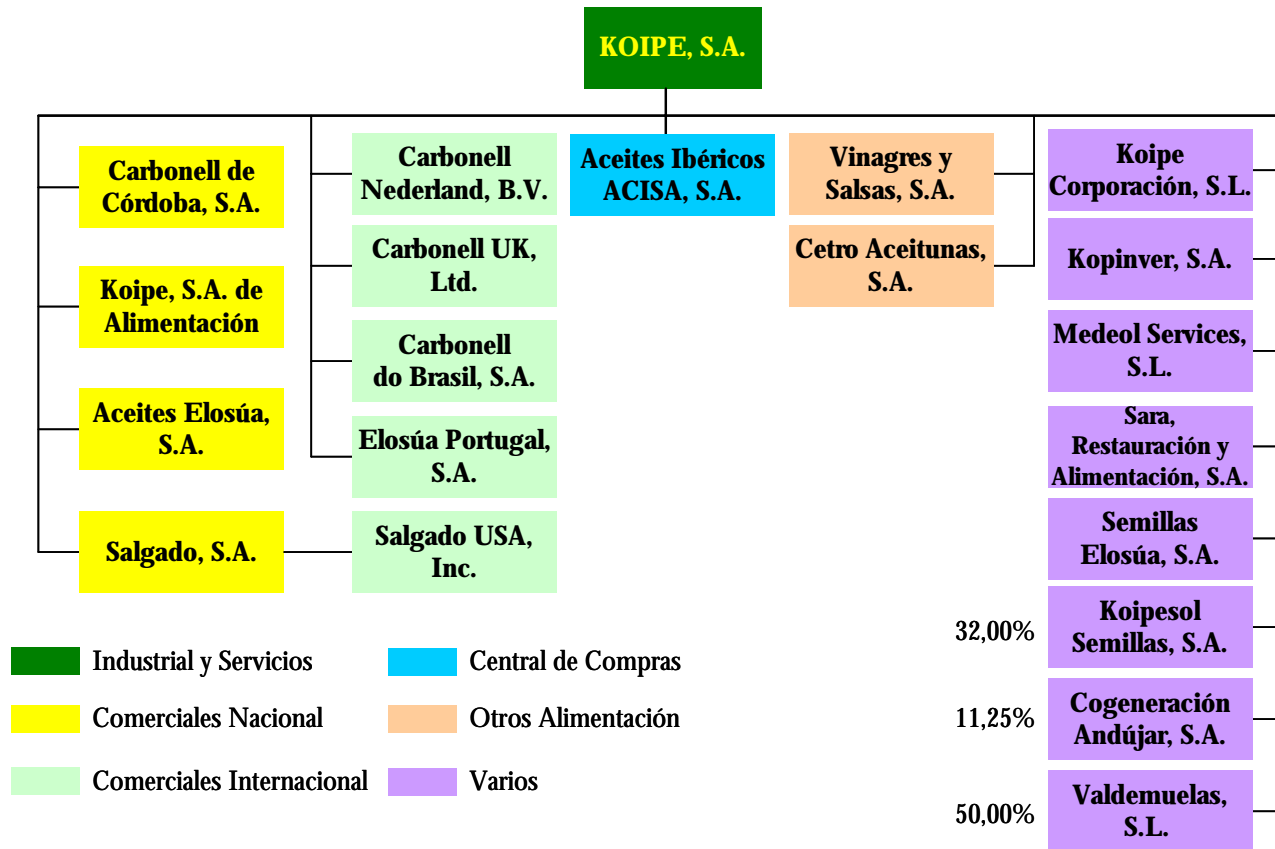 KOIPE, S.A.
Carbonell de
Córdoba, S.A.
Koipe, S.A. de
Alimentación
Aceites Elosúa,
S.A.
Salgado, S.A.
Carbonell
Nederland, B.V.
Carbonell UK,
Ltd.
Carbonell
do Brasil, S.A.
Elosúa Portugal,
S.A.
Salgado USA,
Inc.
Aceites Ibéricos
ACISA, S.A.
Vinagres y
Salsas, S.A.
Cetro Aceitunas,
S.A.
Koipe
Corporación, S.L.
Kopinver, S.A.
Medeol Services,
S.L.
Sara,
Restauración y
Alimentación, S.A.
Semillas
Elosúa, S.A.
32,00%
Koipesol
Semillas, S.A.
11,25%
Cogeneración
Andújar, S.A.
50,00%
Valdemuelas,
S.L.
Industrial y Servicios
Comerciales Nacional
Comerciales Internacional
Central de Compras
Otros Alimentación
Varios